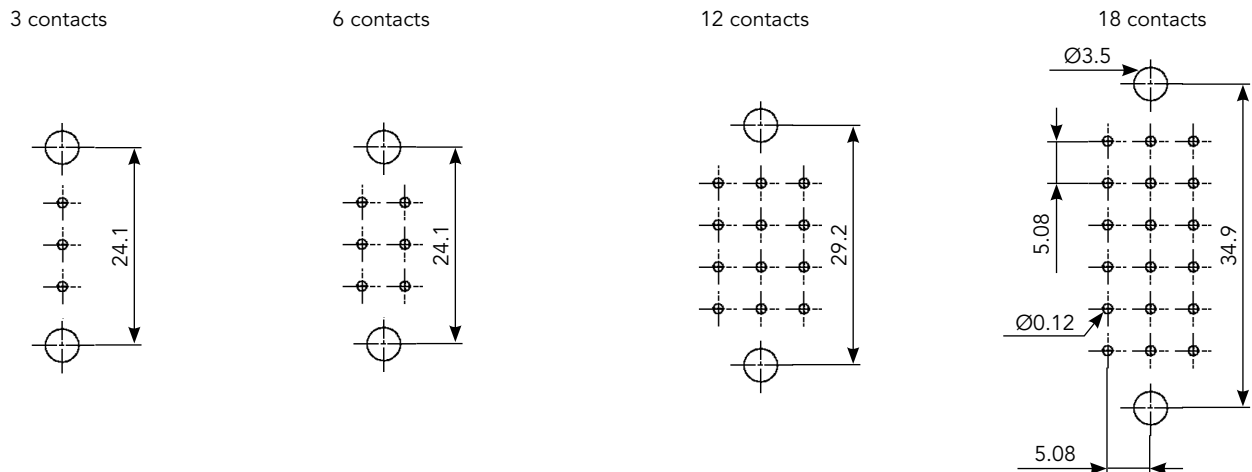 3 contacts
6 contacts
12 contacts
18 contacts
Ø3.5
24.1
24.1
29.2
5.08
34.9
Ø0.12
5.08